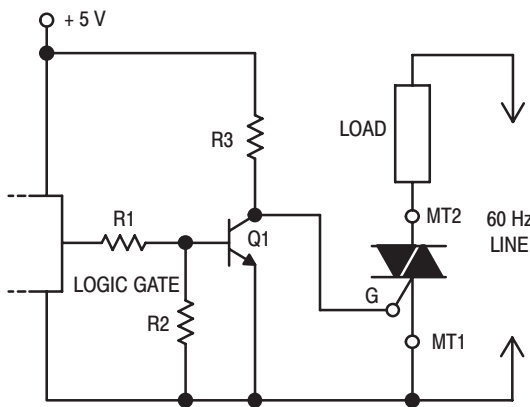 + 5 V
R3
LOAD
R1
MT2
60 Hz
LINE
Q1
LOGIC GATE
G
R2
MT1